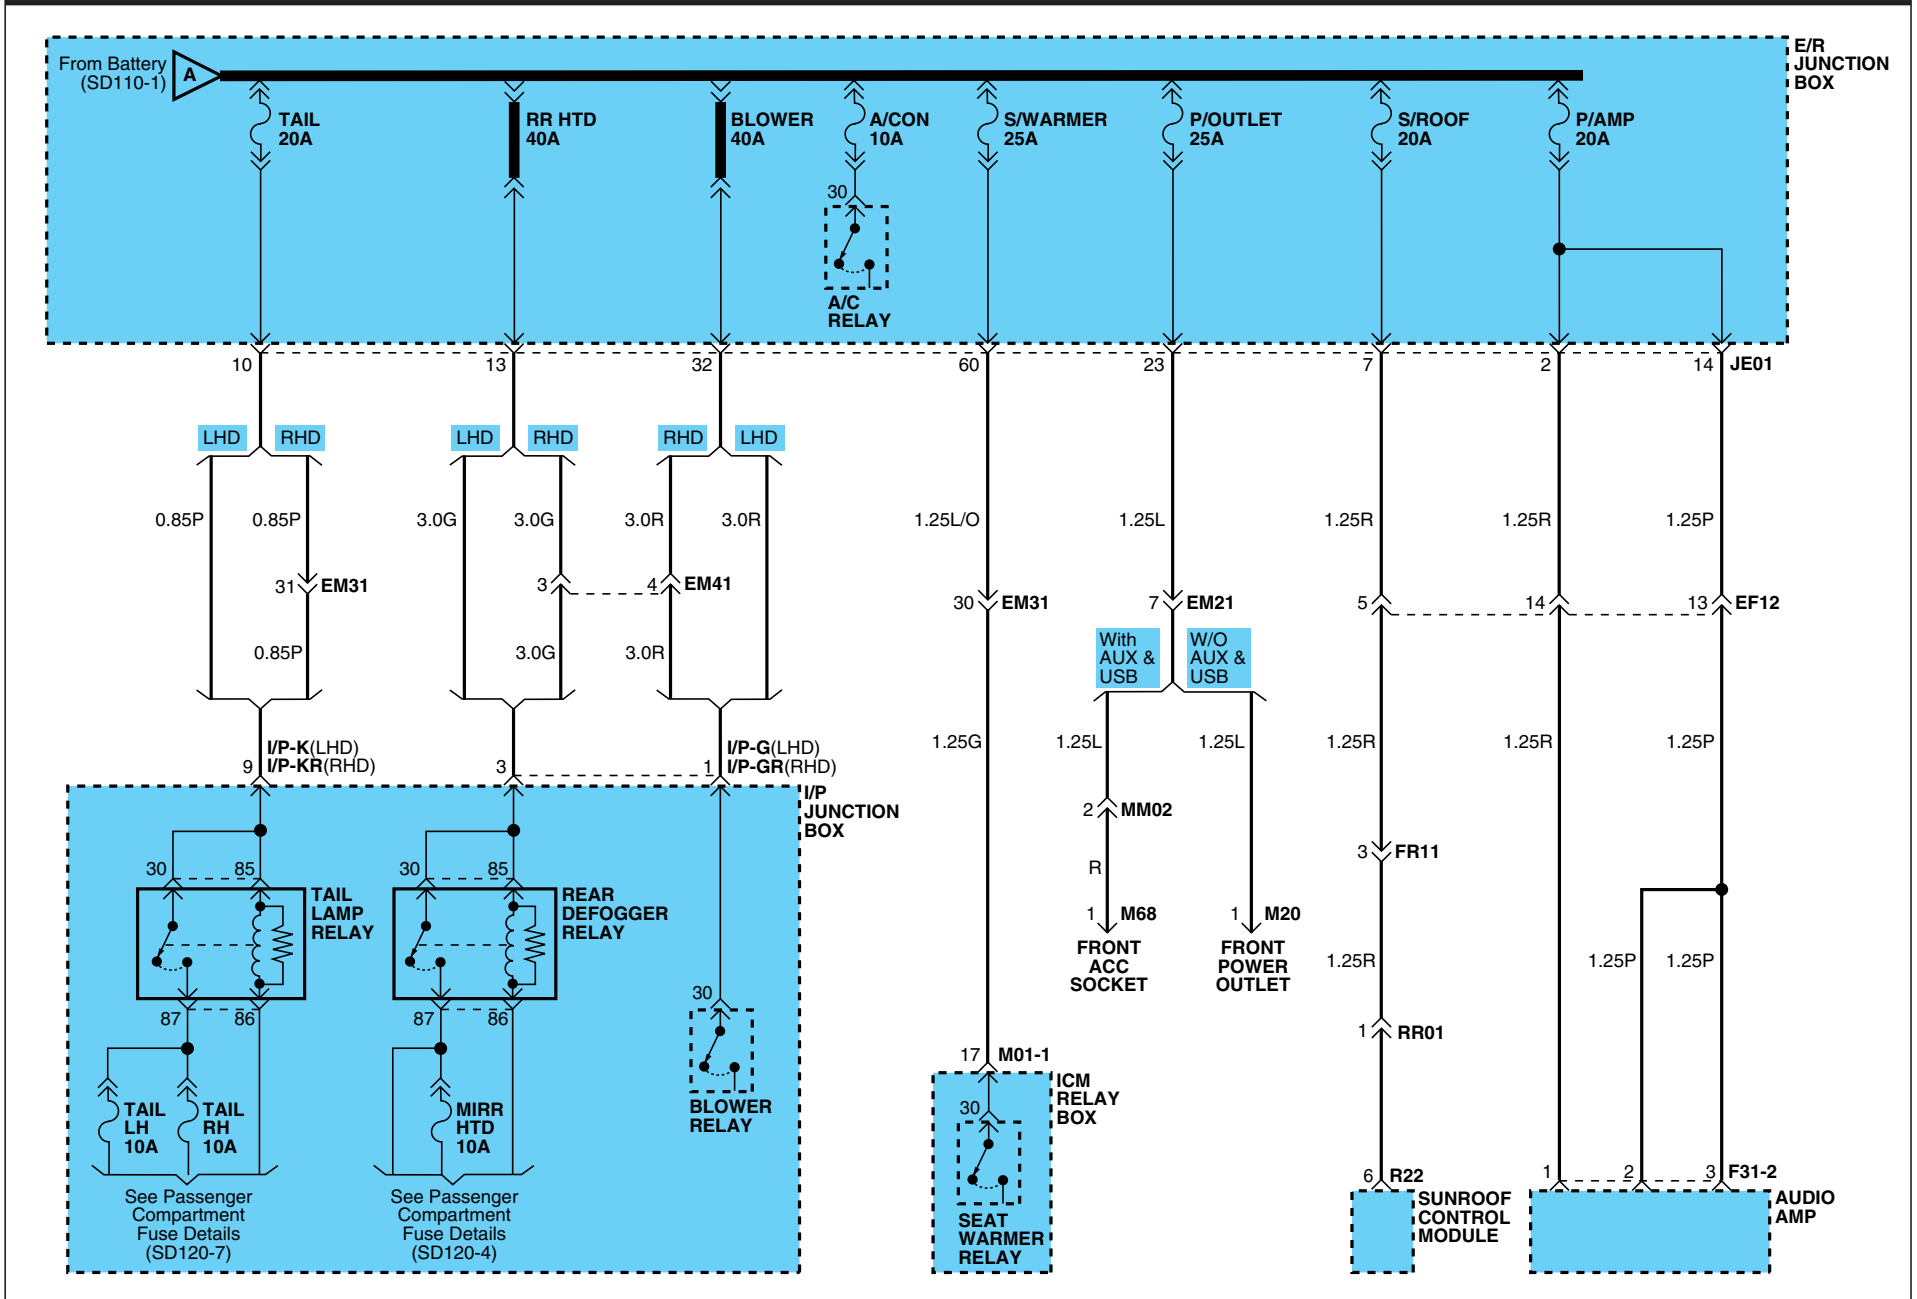 From Battery
(SD110-1)
A
E/R
JUNCTION
BOX
TAIL
20A
RR HTD
40A
BLOWER
40A
A/CON
10A
S/WARMER
25A
P/OUTLET
25A
S/ROOF
20A
P/AMP
20A
30
A/C
RELAY
10
13
32
60
23
7
2
14
JE01
LHD
RHD
LHD
RHD
RHD
LHD
0.85P
0.85P
3.0G
3.0G
3.0R
3.0R
1.25L/O
1.25L
1.25R
1.25R
1.25P
31
EM31
3
4
EM41
30
EM31
7
EM21
5
14
13
EF12
0.85P
3.0G
3.0R
With
AUX &
USB
W/O
AUX &
USB
1.25G
1.25L
1.25L
1.25R
1.25R
1.25P
I/P-K(LHD)
I/P-KR(RHD)
9
3
1
I/P-G(LHD)
I/P-GR(RHD)
I/P
JUNCTION
BOX
2
MM02
3
FR11
R
30
85
TAIL
LAMP
RELAY
30
85
REAR
DEFOGGER
RELAY
1
M68
FRONT
ACC
SOCKET
1
M20
FRONT
POWER
OUTLET
1.25R
1.25P
1.25P
87
86
87
86
30
BLOWER
RELAY
1
RR01
17
M01-1
ICM
RELAY
BOX
TAIL
LH
10A
TAIL
RH
10A
MIRR
HTD
10A
30
SEAT
WARMER
RELAY
See Passenger
Compartment
Fuse Details
(SD120-7)
See Passenger
Compartment
Fuse Details
(SD120-4)
6
R22
SUNROOF
CONTROL
MODULE
1
2
3
F31-2
AUDIO
AMP